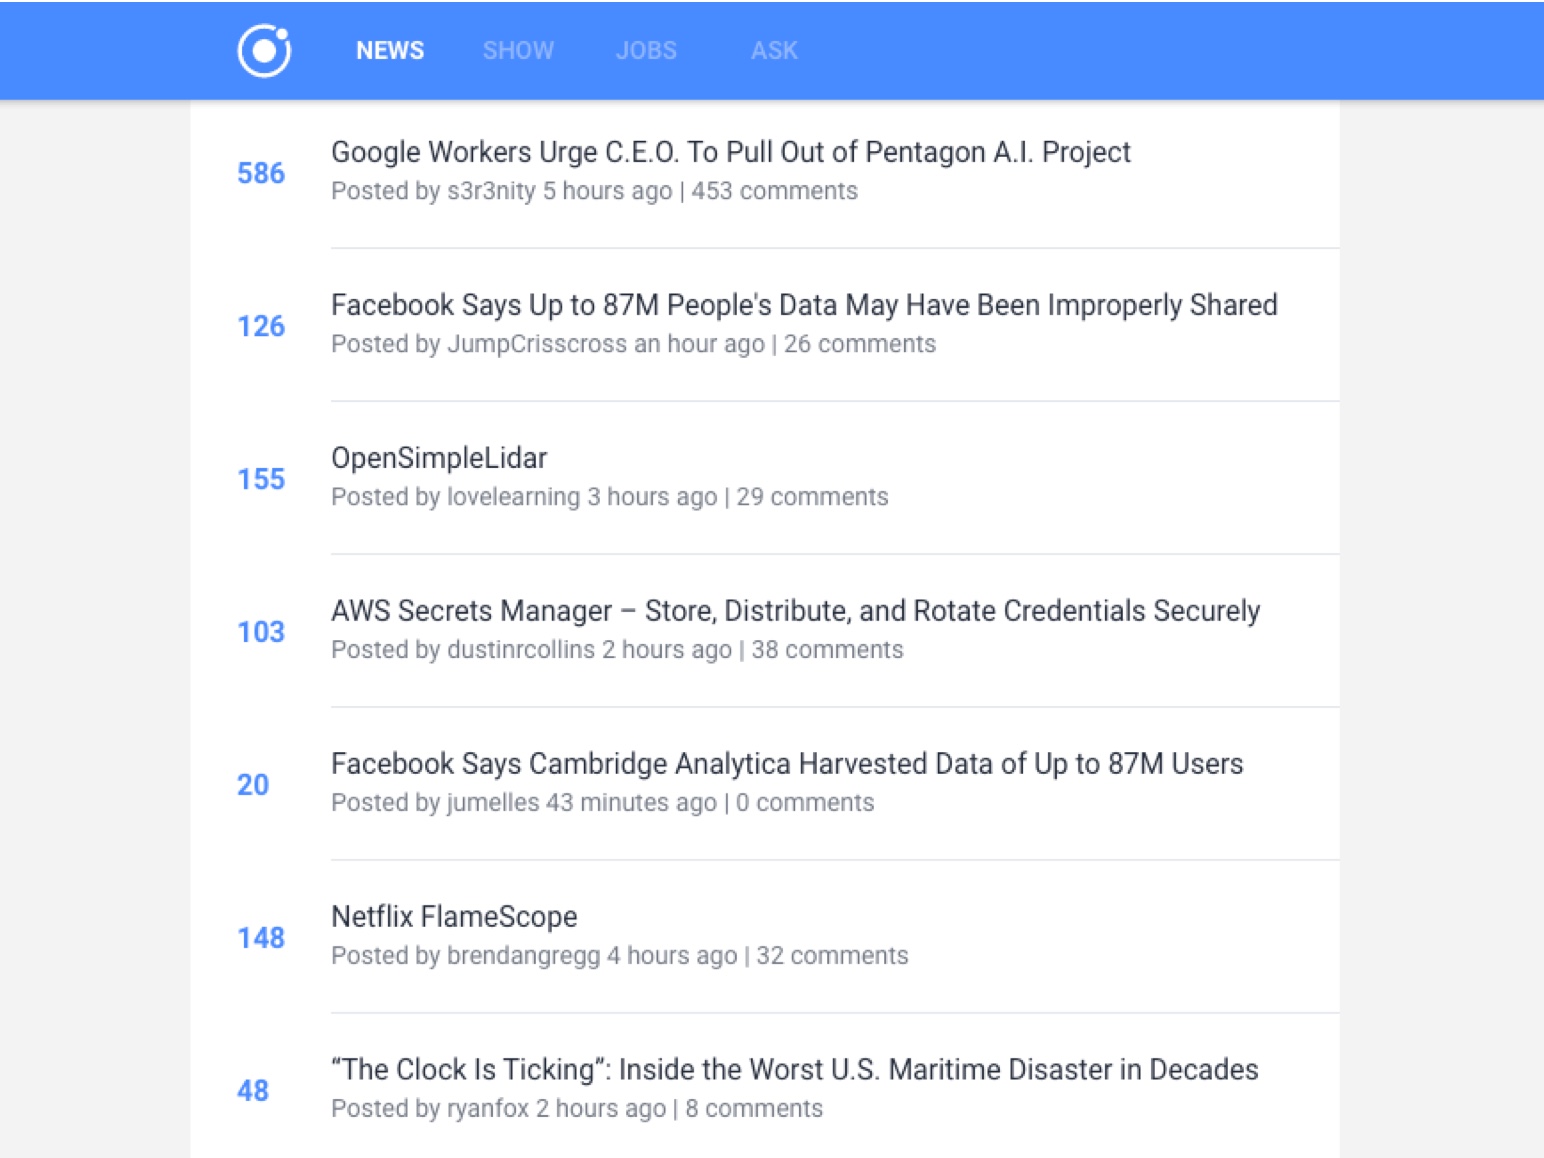 NEWS SHOW JOBS ASK
586
Google Workers Urge C.E.O. To Pull Out of Pentagon A.I. Project
Posted by s3r3nity 5 hours ago | 453 comments
126
Facebook Says Up to 87M People's Data May Have Been Improperly Shared
Posted by JumpCrisscross an hour ago | 26 comments
155
OpenSimpleLidar
Posted by lovelearning 3 hours ago | 29 comments
103
AWS Secrets Manager – Store, Distribute, and Rotate Credentials Securely
Posted by dustinrcollins 2 hours ago | 38 comments
20
Facebook Says Cambridge Analytica Harvested Data of Up to 87M Users
Posted by jumelles 43 minutes ago | 0 comments
148
Netflix FlameScope
Posted by brendangregg 4 hours ago | 32 comments
48
“The Clock Is Ticking”: Inside the Worst U.S. Maritime Disaster in Decades
Posted by ryanfox 2 hours ago | 8 comments